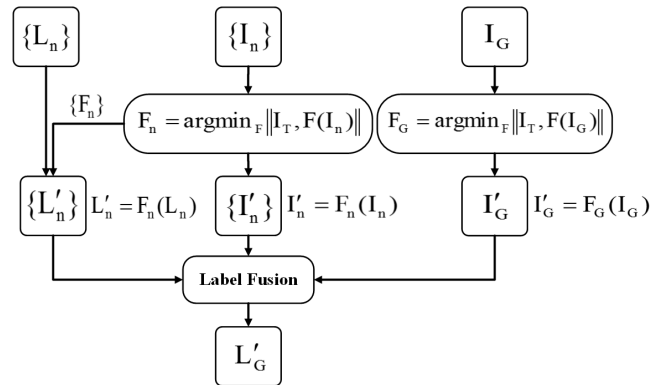 {Lₙ} {Iₙ} I_G
{Fₙ}
Fₙ = argmin_F ||I_T, F(Iₙ)|| F_G = argmin_F ||I_T, F(I_G)||
{L′ₙ} L′ₙ = Fₙ(Lₙ) {I′ₙ} I′ₙ = Fₙ(Iₙ) I′_G I′_G = F_G(I_G)
Label Fusion
L′_G